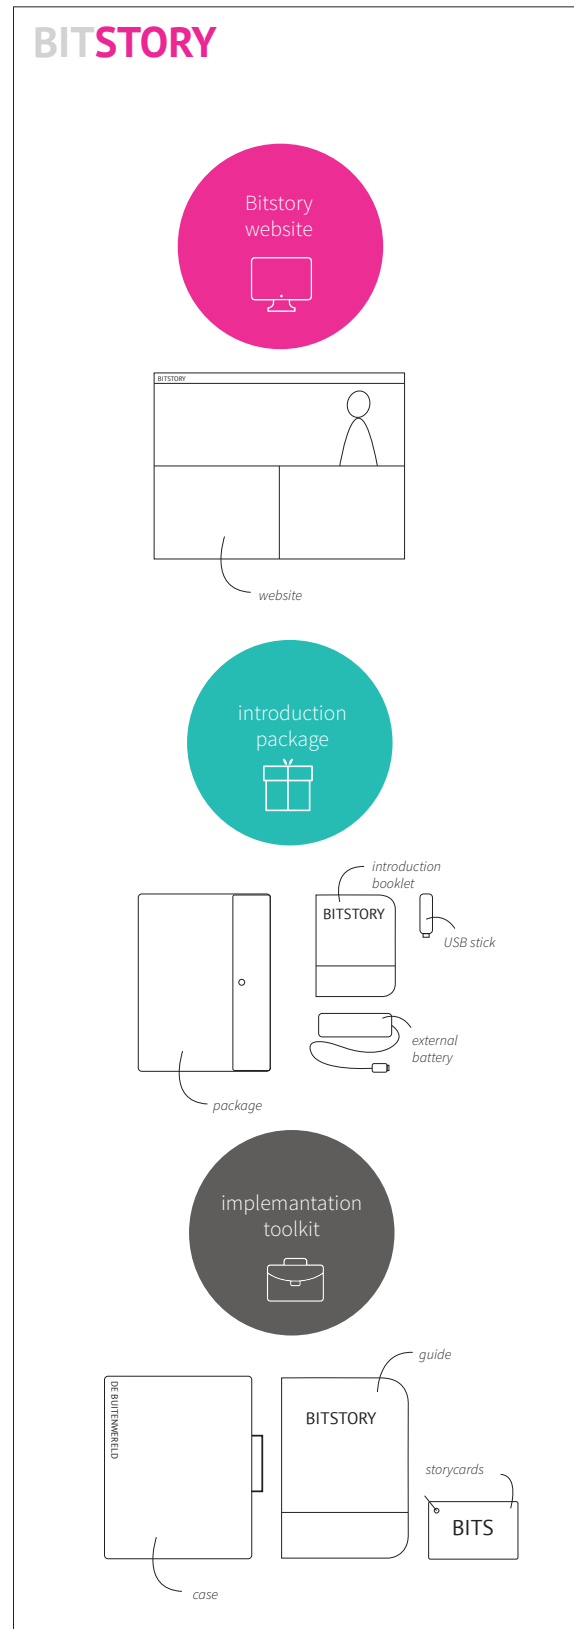 BITSTORY
Bitstory
website
BITSTORY
website
introduction
package
introduction
booklet
BITSTORY
USB stick
external
battery
package
implemantation
toolkit
guide
DE BUITENWERELD
BITSTORY
storycards
BITS
case